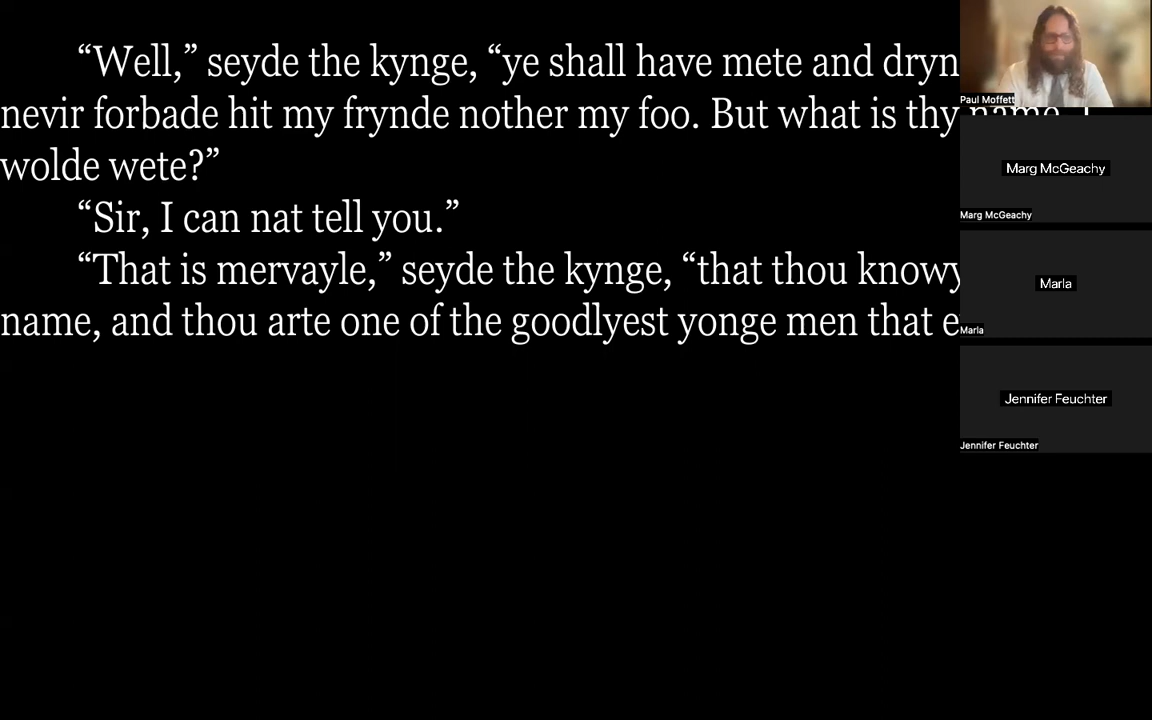 “Well,” seyde the kynge, “ye shall have mete and dryn
nevir forbade hit my frynde nother my foo. But what is thy name, I
wolde wete?”
“Sir, I can nat tell you.”
“That is mervayle,” seyde the kynge, “that thou knowy
name, and thou arte one of the goodlyest yonge men that e
Paul Moffett
Marg McGeachy
Marg McGeachy
Marla
Marla
Jennifer Feuchter
Jennifer Feuchter